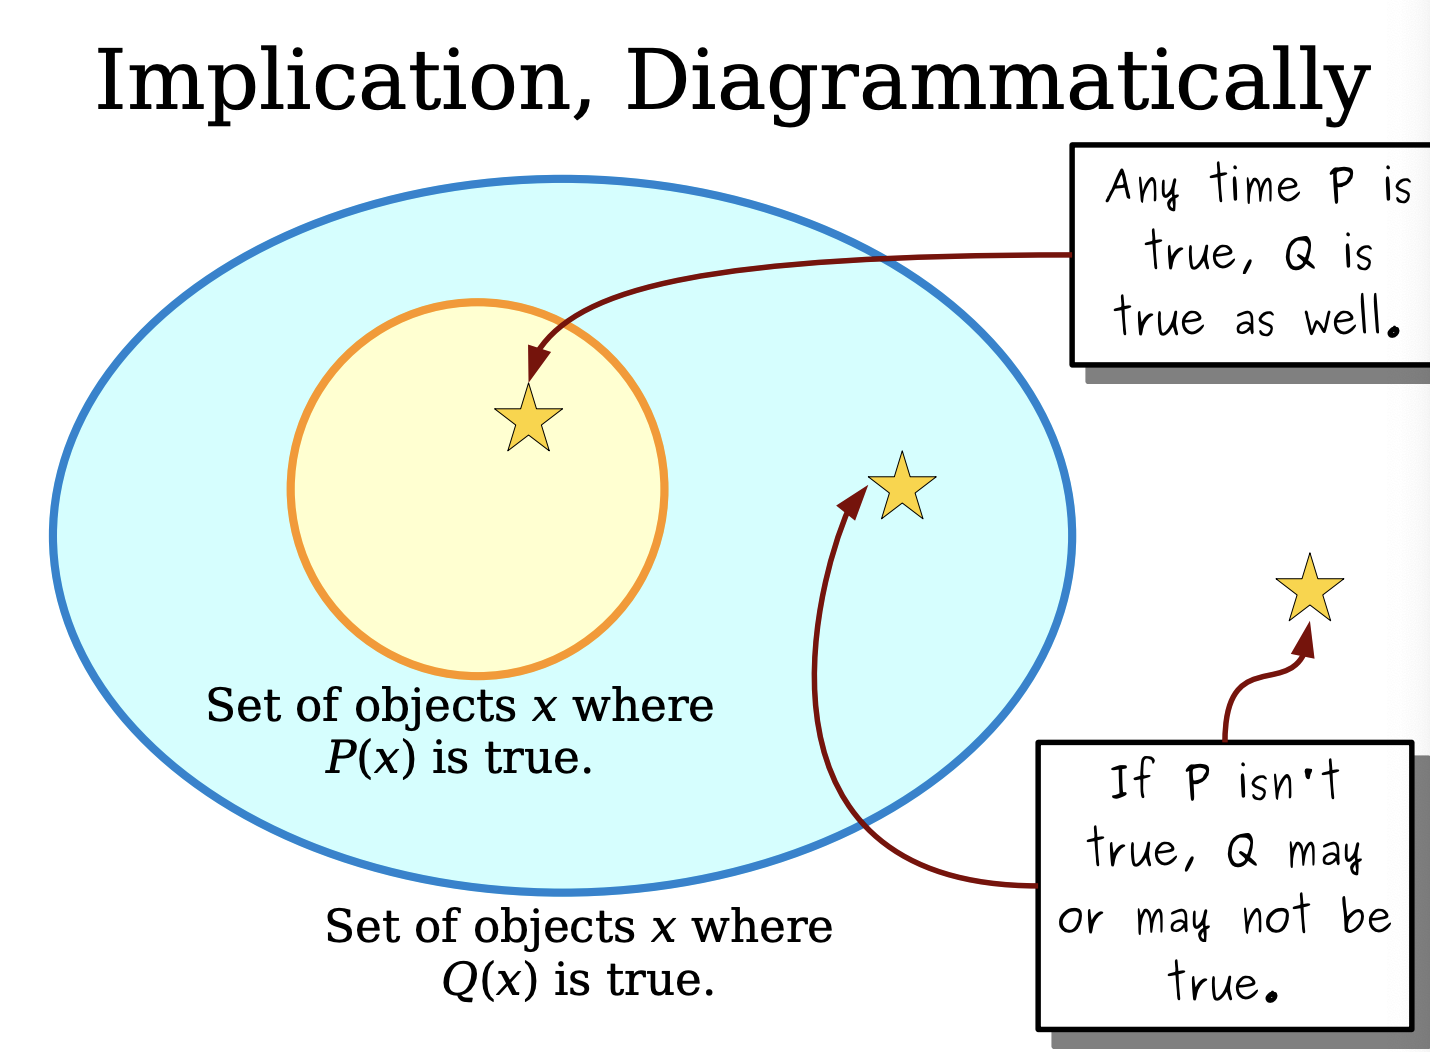 Implication, Diagrammatically
Any time P is
true, Q is
true as well.
Set of objects x where
P(x) is true.
If P isn't
true, Q may
or may not be
true.
Set of objects x where
Q(x) is true.